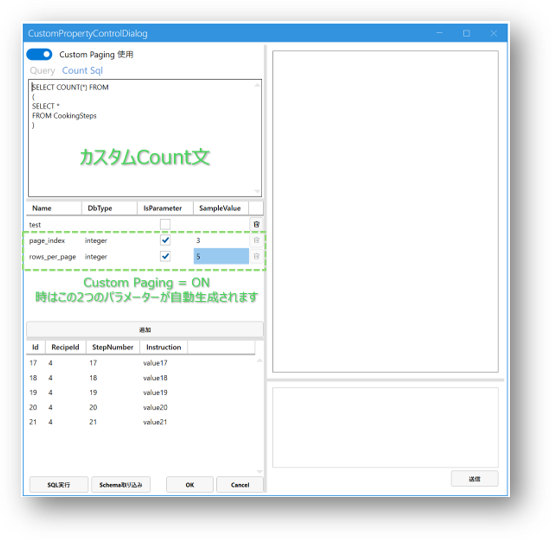 CustomPropertyControlDialog
Custom Paging 使用
Query Count Sql
SELECT COUNT(*) FROM
(
SELECT *
FROM CookingSteps
)
カスタムCount文
Name DbType IsParameter SampleValue
test
page_index integer 3
rows_per_page integer 5
Custom Paging = ON
時はこの2つのパラメーターが自動生成されます
追加
Id RecipeId StepNumber Instruction
17 4 17 value17
18 4 18 value18
19 4 19 value19
20 4 20 value20
21 4 21 value21
SQL実行 Schema取り込み OK Cancel
送信